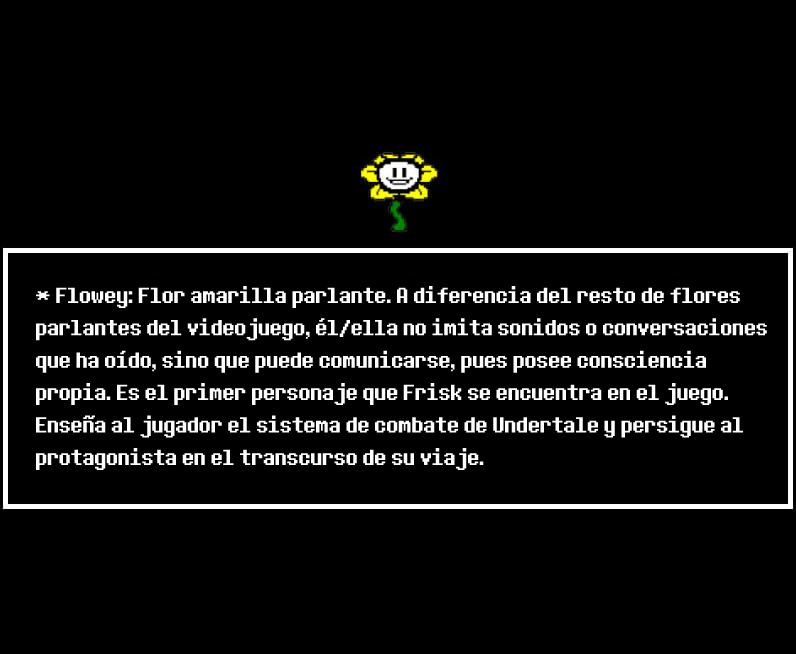 * Flowey: Flor amarilla parlante. A diferencia del resto de flores
parlantes del videojuego, él/ella no imita sonidos o conversaciones
que ha oído, sino que puede comunicarse, pues posee consciencia
propia. Es el primer personaje que Frisk se encuentra en el juego.
Enseña al jugador el sistema de combate de Undertale y persigue al
protagonista en el transcurso de su viaje.